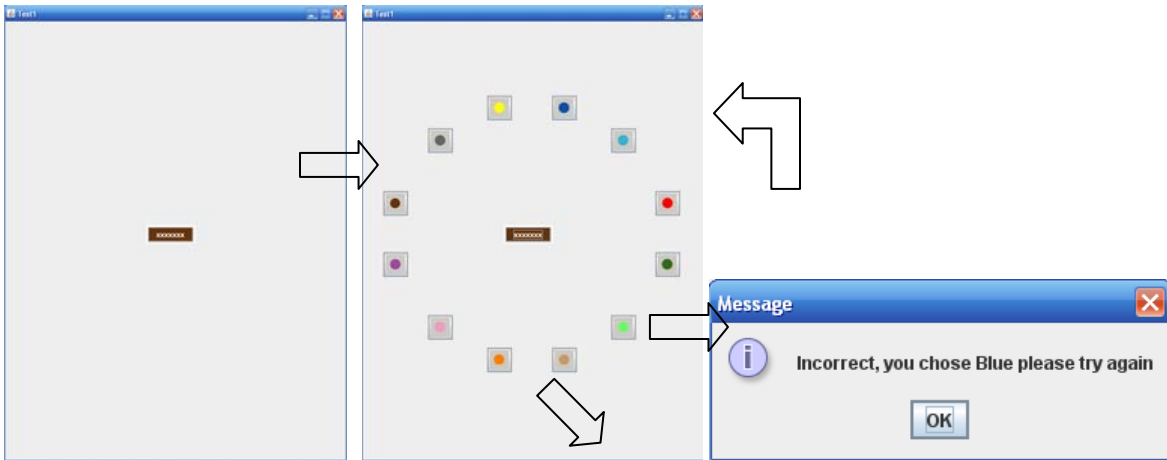 Test1
xxxxxxx
Test1
xxxxxxx
Message
i
Incorrect, you chose Blue please try again
OK